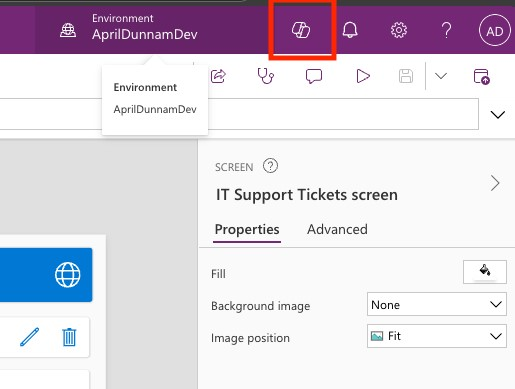 Environment
AprilDunnamDev
AD
Environment
AprilDunnamDev
SCREEN
IT Support Tickets screen
Properties
Advanced
Fill
Background image
None
Image position
Fit